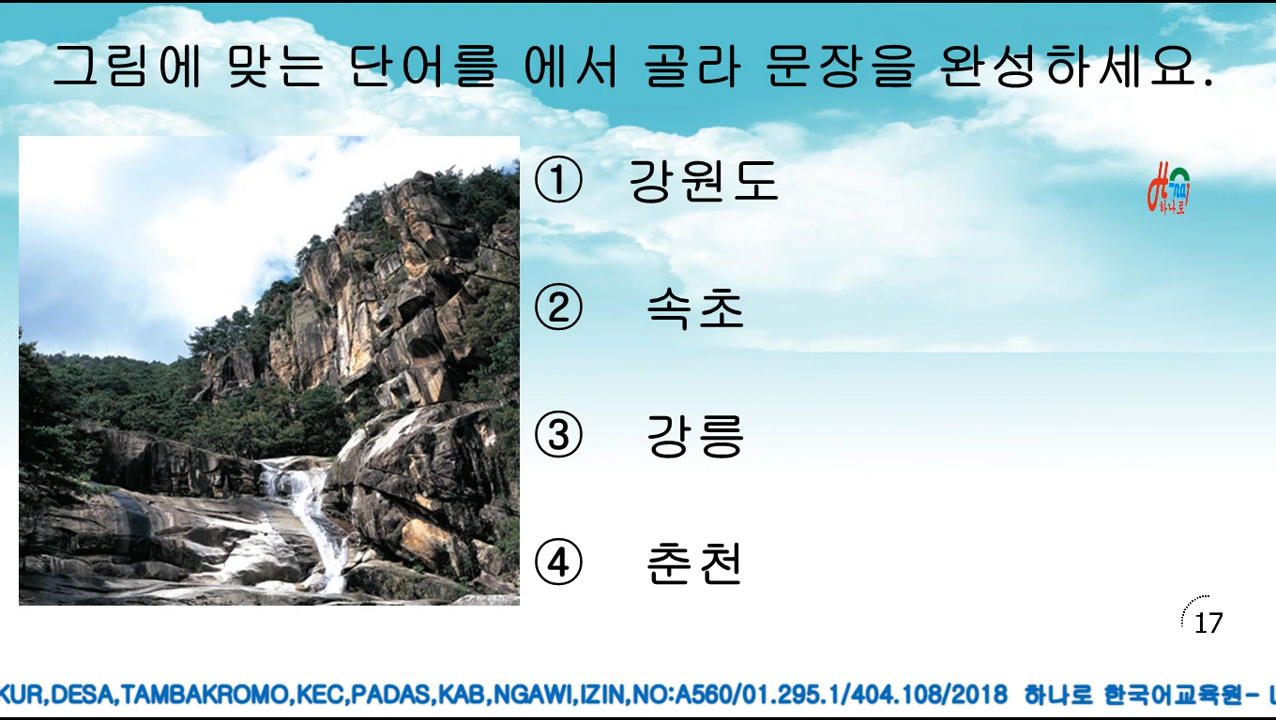 그림에 맞는 단어를 에서 골라 문장을 완성하세요.
① 강원도
하나로
② 속초
③ 강릉
④ 춘천
17
KUR,DESA,TAMBAKROMO,KEC,PADAS,KAB,NGAWI,IZIN,NO:A560/01.295.1/404.108/2018 하나로 한국어교육원-